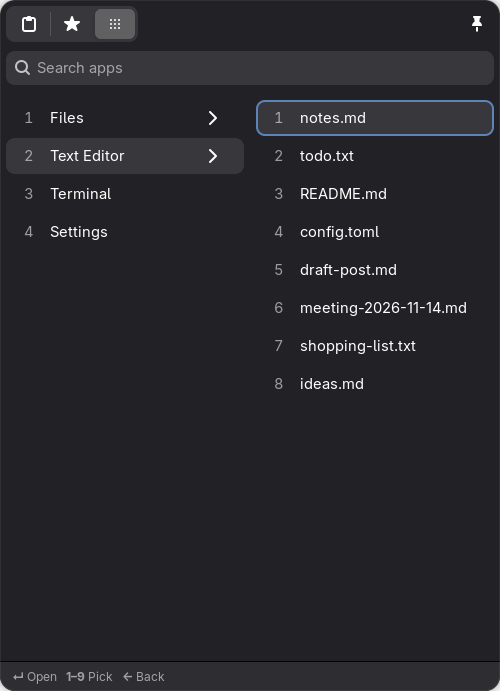 Search apps
1 Files
2 Text Editor
3 Terminal
4 Settings
1 notes.md
2 todo.txt
3 README.md
4 config.toml
5 draft-post.md
6 meeting-2026-11-14.md
7 shopping-list.txt
8 ideas.md
↵ Open 1–9 Pick ← Back